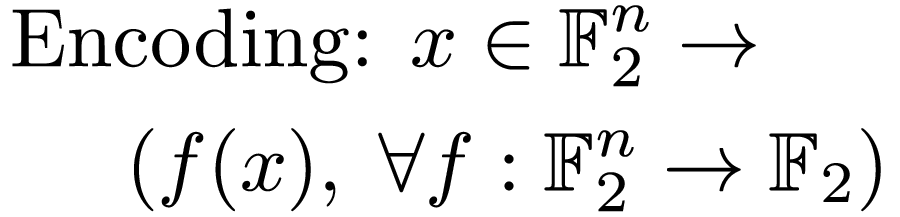 Encoding: x ∈ 𝔽₂ⁿ →
(f(x), ∀f : 𝔽₂ⁿ → 𝔽₂)